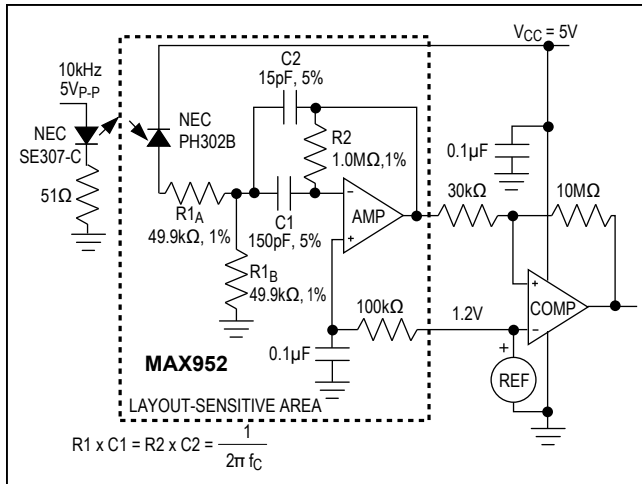 V_CC = 5V
10kHz
5V_P-P
NEC
SE307-C
51Ω
NEC
PH302B
C2
15pF, 5%
R2
1.0MΩ,1%
0.1µF
R1_A
49.9kΩ, 1%
C1
150pF, 5%
−
+
AMP
30kΩ
10MΩ
R1_B
49.9kΩ, 1%
100kΩ
1.2V
+
−
COMP
0.1µF
MAX952
+
REF
LAYOUT-SENSITIVE AREA
R1 x C1 = R2 x C2 = 1
2π f_C